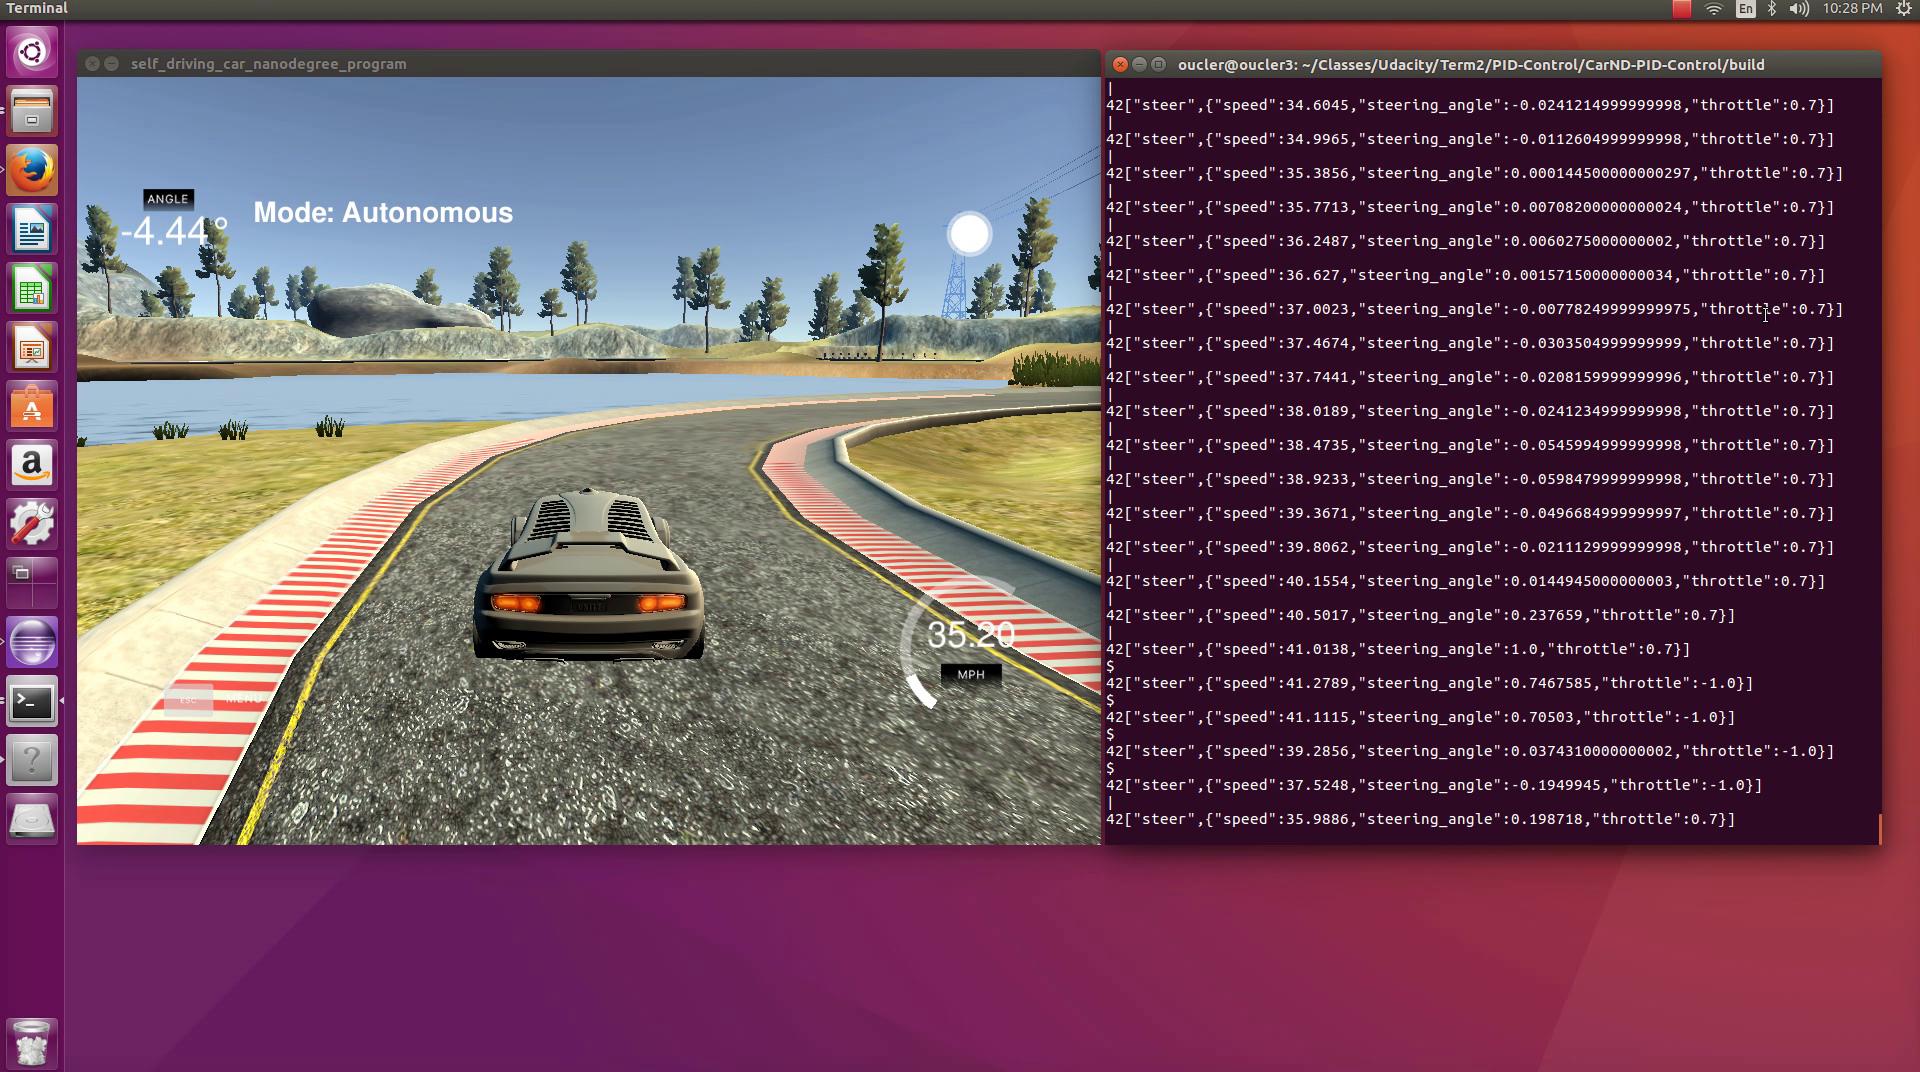 Terminal
En
10:28 PM
self_driving_car_nanodegree_program
ANGLE
-4.44°
Mode: Autonomous
35.20
MPH
ESC MENU
oucler@oucler3: ~/Classes/Udacity/Term2/PID-Control/CarND-PID-Control/build
|
42["steer",{"speed":34.6045,"steering_angle":-0.0241214999999998,"throttle":0.7}]
|
42["steer",{"speed":34.9965,"steering_angle":-0.0112604999999998,"throttle":0.7}]
|
42["steer",{"speed":35.3856,"steering_angle":0.000144500000000297,"throttle":0.7}]
|
42["steer",{"speed":35.7713,"steering_angle":0.00708200000000024,"throttle":0.7}]
|
42["steer",{"speed":36.2487,"steering_angle":0.0060275000000002,"throttle":0.7}]
|
42["steer",{"speed":36.627,"steering_angle":0.00157150000000034,"throttle":0.7}]
|
42["steer",{"speed":37.0023,"steering_angle":-0.00778249999999975,"throttle":0.7}]
|
42["steer",{"speed":37.4674,"steering_angle":-0.0303504999999999,"throttle":0.7}]
|
42["steer",{"speed":37.7441,"steering_angle":-0.0208159999999996,"throttle":0.7}]
|
42["steer",{"speed":38.0189,"steering_angle":-0.0241234999999998,"throttle":0.7}]
|
42["steer",{"speed":38.4735,"steering_angle":-0.0545994999999998,"throttle":0.7}]
|
42["steer",{"speed":38.9233,"steering_angle":-0.0598479999999998,"throttle":0.7}]
|
42["steer",{"speed":39.3671,"steering_angle":-0.0496684999999997,"throttle":0.7}]
|
42["steer",{"speed":39.8062,"steering_angle":-0.0211129999999998,"throttle":0.7}]
|
42["steer",{"speed":40.1554,"steering_angle":0.0144945000000003,"throttle":0.7}]
|
42["steer",{"speed":40.5017,"steering_angle":0.237659,"throttle":0.7}]
|
42["steer",{"speed":41.0138,"steering_angle":1.0,"throttle":0.7}]
$
42["steer",{"speed":41.2789,"steering_angle":0.7467585,"throttle":-1.0}]
$
42["steer",{"speed":41.1115,"steering_angle":0.70503,"throttle":-1.0}]
$
42["steer",{"speed":39.2856,"steering_angle":0.0374310000000002,"throttle":-1.0}]
$
42["steer",{"speed":37.5248,"steering_angle":-0.1949945,"throttle":-1.0}]
|
42["steer",{"speed":35.9886,"steering_angle":0.198718,"throttle":0.7}]